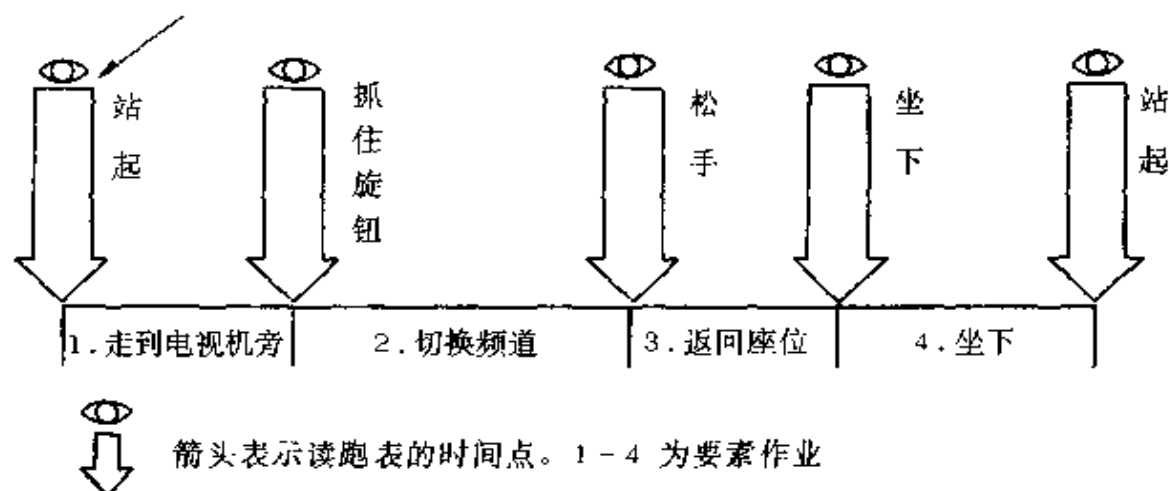 站起
抓住旋钮
松手
坐下
站起
1.走到电视机旁
2.切换频道
3.返回座位
4.坐下
箭头表示读跑表的时间点。1-4 为要素作业